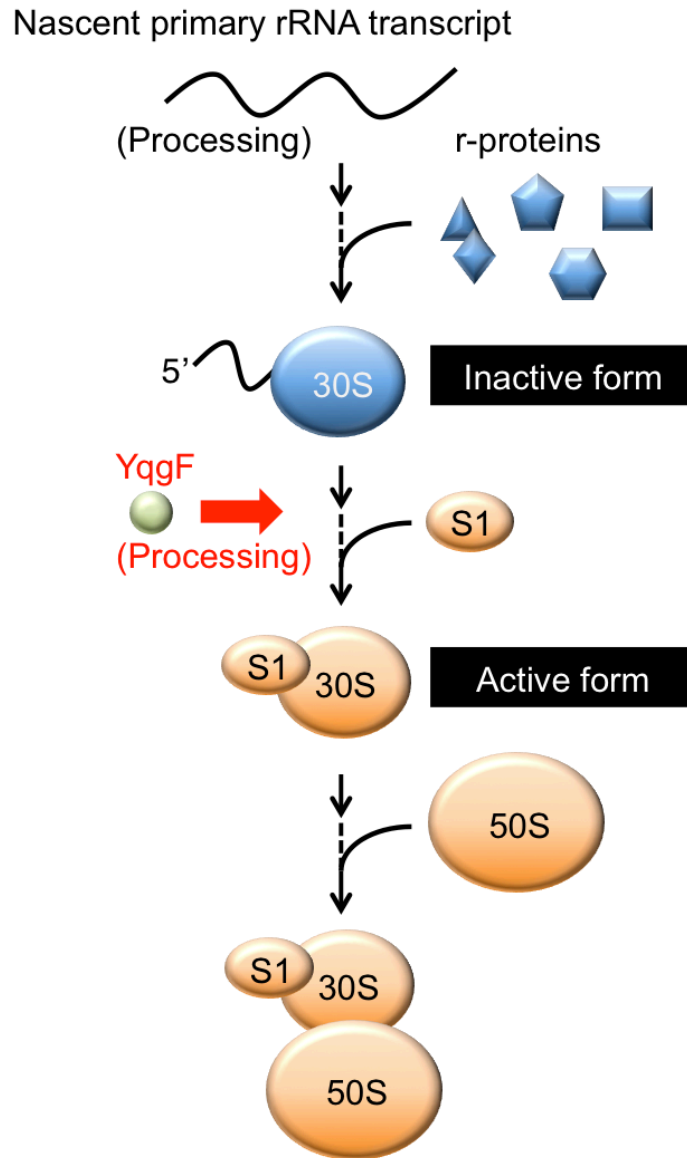 Nascent primary rRNA transcript
(Processing)
r-proteins
5’
30S
Inactive form
YqgF
(Processing)
S1
S1
30S
Active form
50S
S1
30S
50S